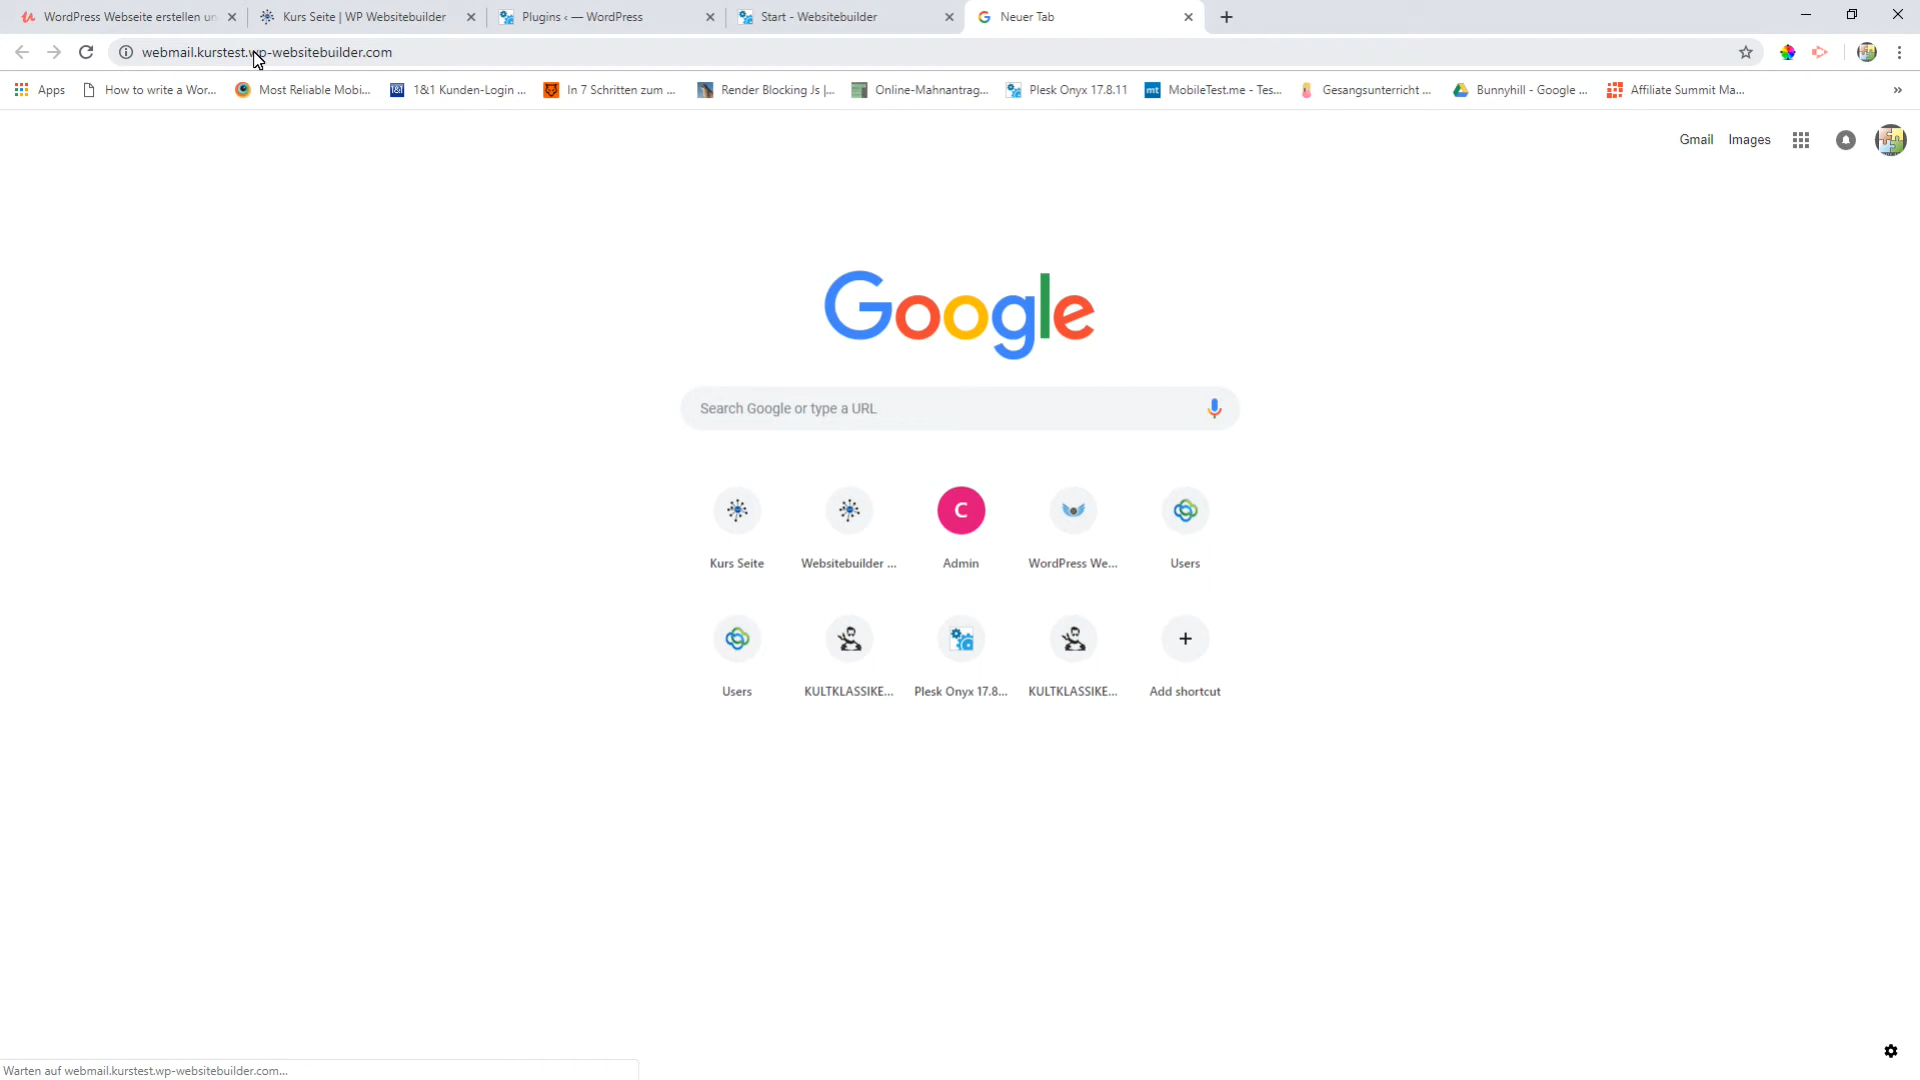 WordPress Webseite erstellen un
Kurs Seite | WP Websitebuilder
Plugins ‹ — WordPress
Start - Websitebuilder
Neuer Tab
webmail.kurstest.wp-websitebuilder.com
Apps
How to write a Wor...
Most Reliable Mobi...
1&1 Kunden-Login ...
In 7 Schritten zum ...
Render Blocking Js |...
Online-Mahnantrag...
Plesk Onyx 17.8.11
mt
MobileTest.me - Tes...
Gesangsunterricht ...
Bunnyhill - Google ...
Affiliate Summit Ma...
»
Gmail
Images
Google
Search Google or type a URL
C
Kurs Seite
Websitebuilder ...
Admin
WordPress We...
Users
Users
KULTKLASSIKE...
Plesk Onyx 17.8...
KULTKLASSIKE...
Add shortcut
Warten auf webmail.kurstest.wp-websitebuilder.com...